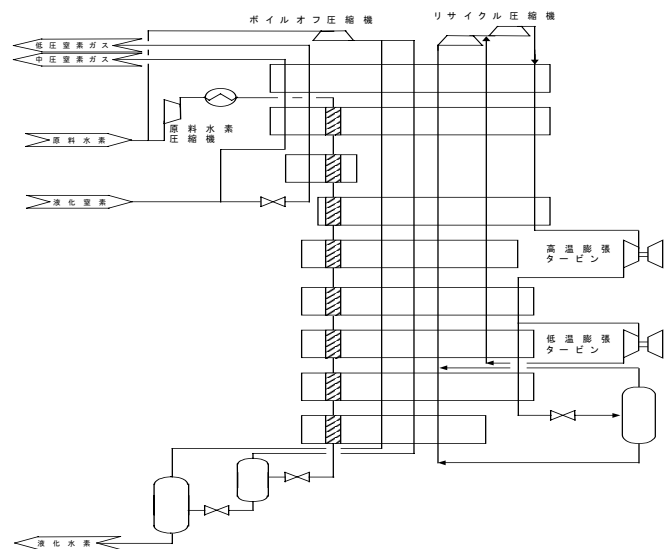 ボイルオフ圧縮機
リサイクル圧縮機
低圧窒素ガス
中圧窒素ガス
原料水素
圧縮機
原料水素
液化窒素
高温膨張
タービン
低温膨張
タービン
液化水素